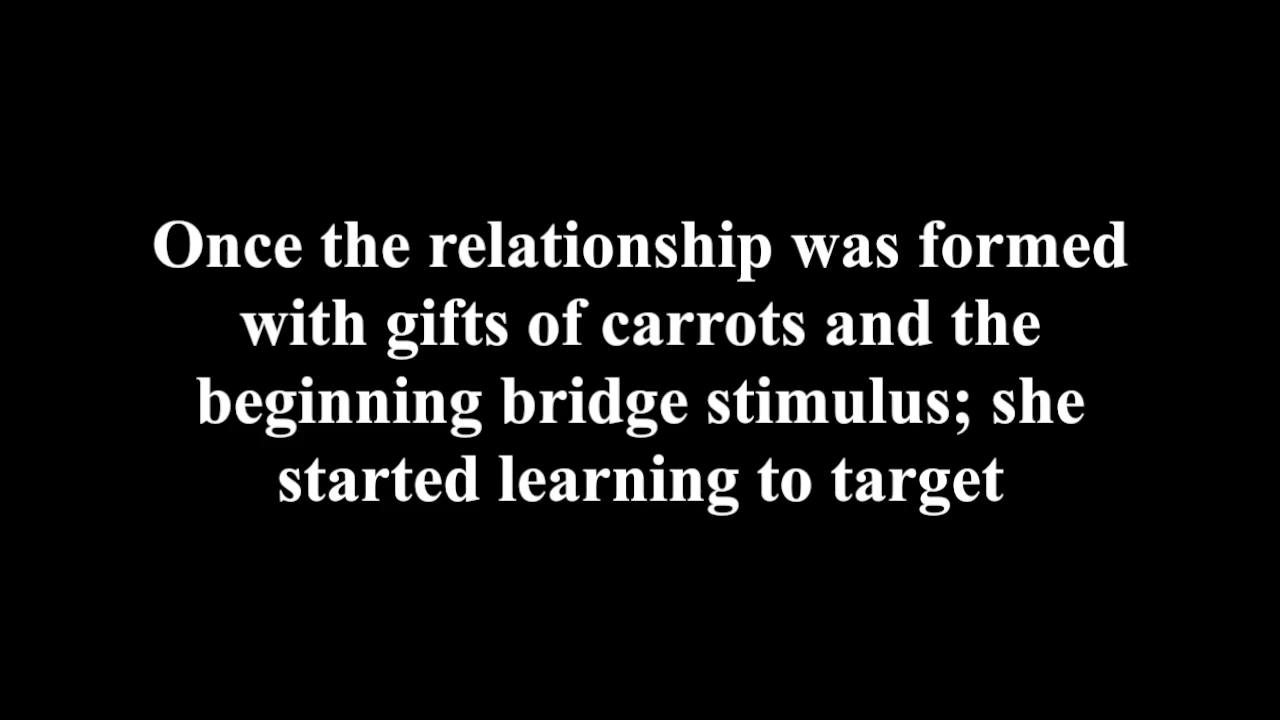 Once the relationship was formed
with gifts of carrots and the
beginning bridge stimulus; she
started learning to target